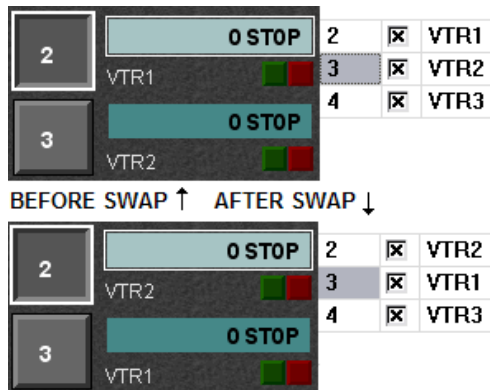 0 STOP 2 VTR1
2
VTR1 3 VTR2
4 VTR3
0 STOP
3
VTR2
BEFORE SWAP ↑ AFTER SWAP ↓
0 STOP 2 VTR2
2
VTR2 3 VTR1
4 VTR3
0 STOP
3
VTR1